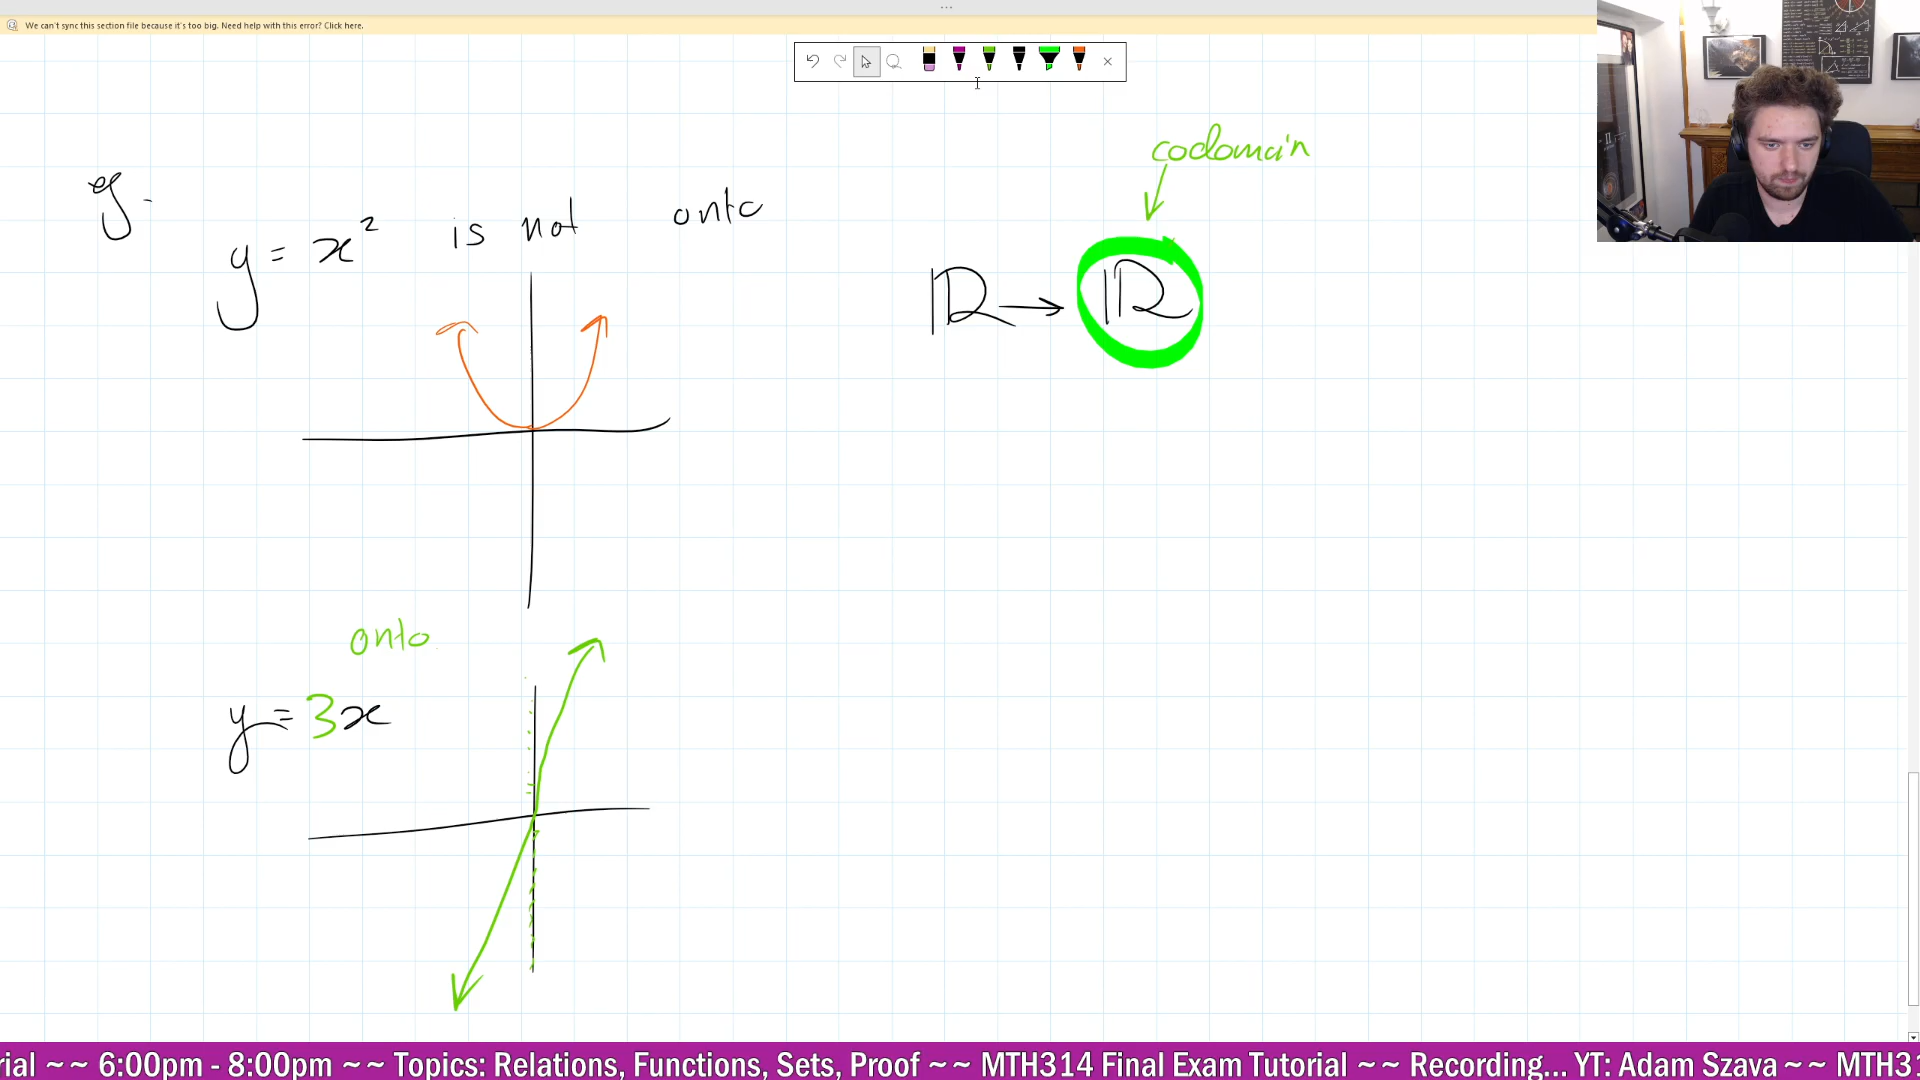 We can't sync this section file because it's too big. Need help with this error? Click here.
eg.
y = x² is not onto
codomain
ℝ → ℝ
onto
y = 3x
rial ~~ 6:00pm - 8:00pm ~~ Topics: Relations, Functions, Sets, Proof ~~ MTH314 Final Exam Tutorial ~~ Recording... YT: Adam Szava ~~ MTH31